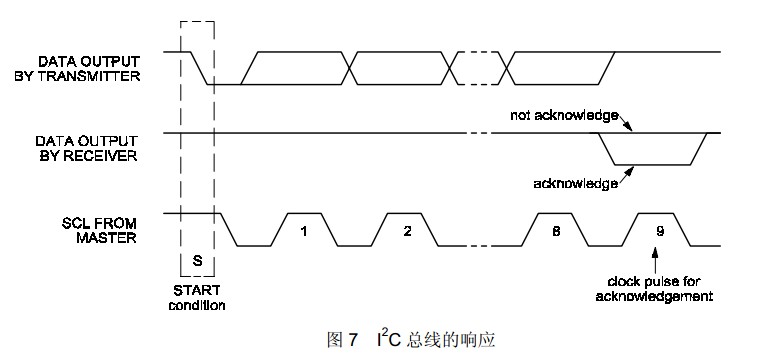 DATA OUTPUT
BY TRANSMITTER
not acknowledge
DATA OUTPUT
BY RECEIVER
acknowledge
SCL FROM
MASTER
1
2
8
9
S
START
condition
clock pulse for
acknowledgement
图 7 I²C 总线的响应